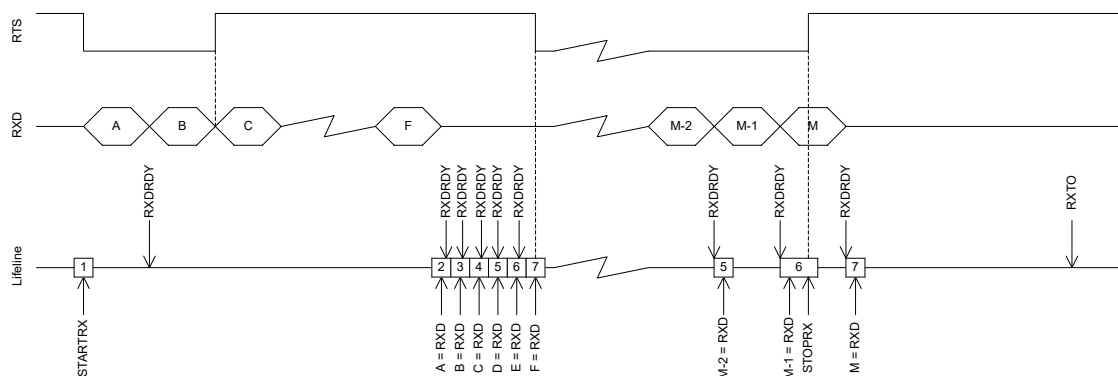 RTS
RXD
A
B
C
F
M-2
M-1
M
Lifeline
RXDRDY
RXDRDY
RXDRDY
RXDRDY
RXDRDY
RXDRDY
RXDRDY
RXDRDY
RXDRDY
RXTO
1
2
3
4
5
6
7
5
6
7
STARTRX
A = RXD
B = RXD
C = RXD
D = RXD
E = RXD
F = RXD
M-2 = RXD
M-1 = RXD
STOPRX
M = RXD